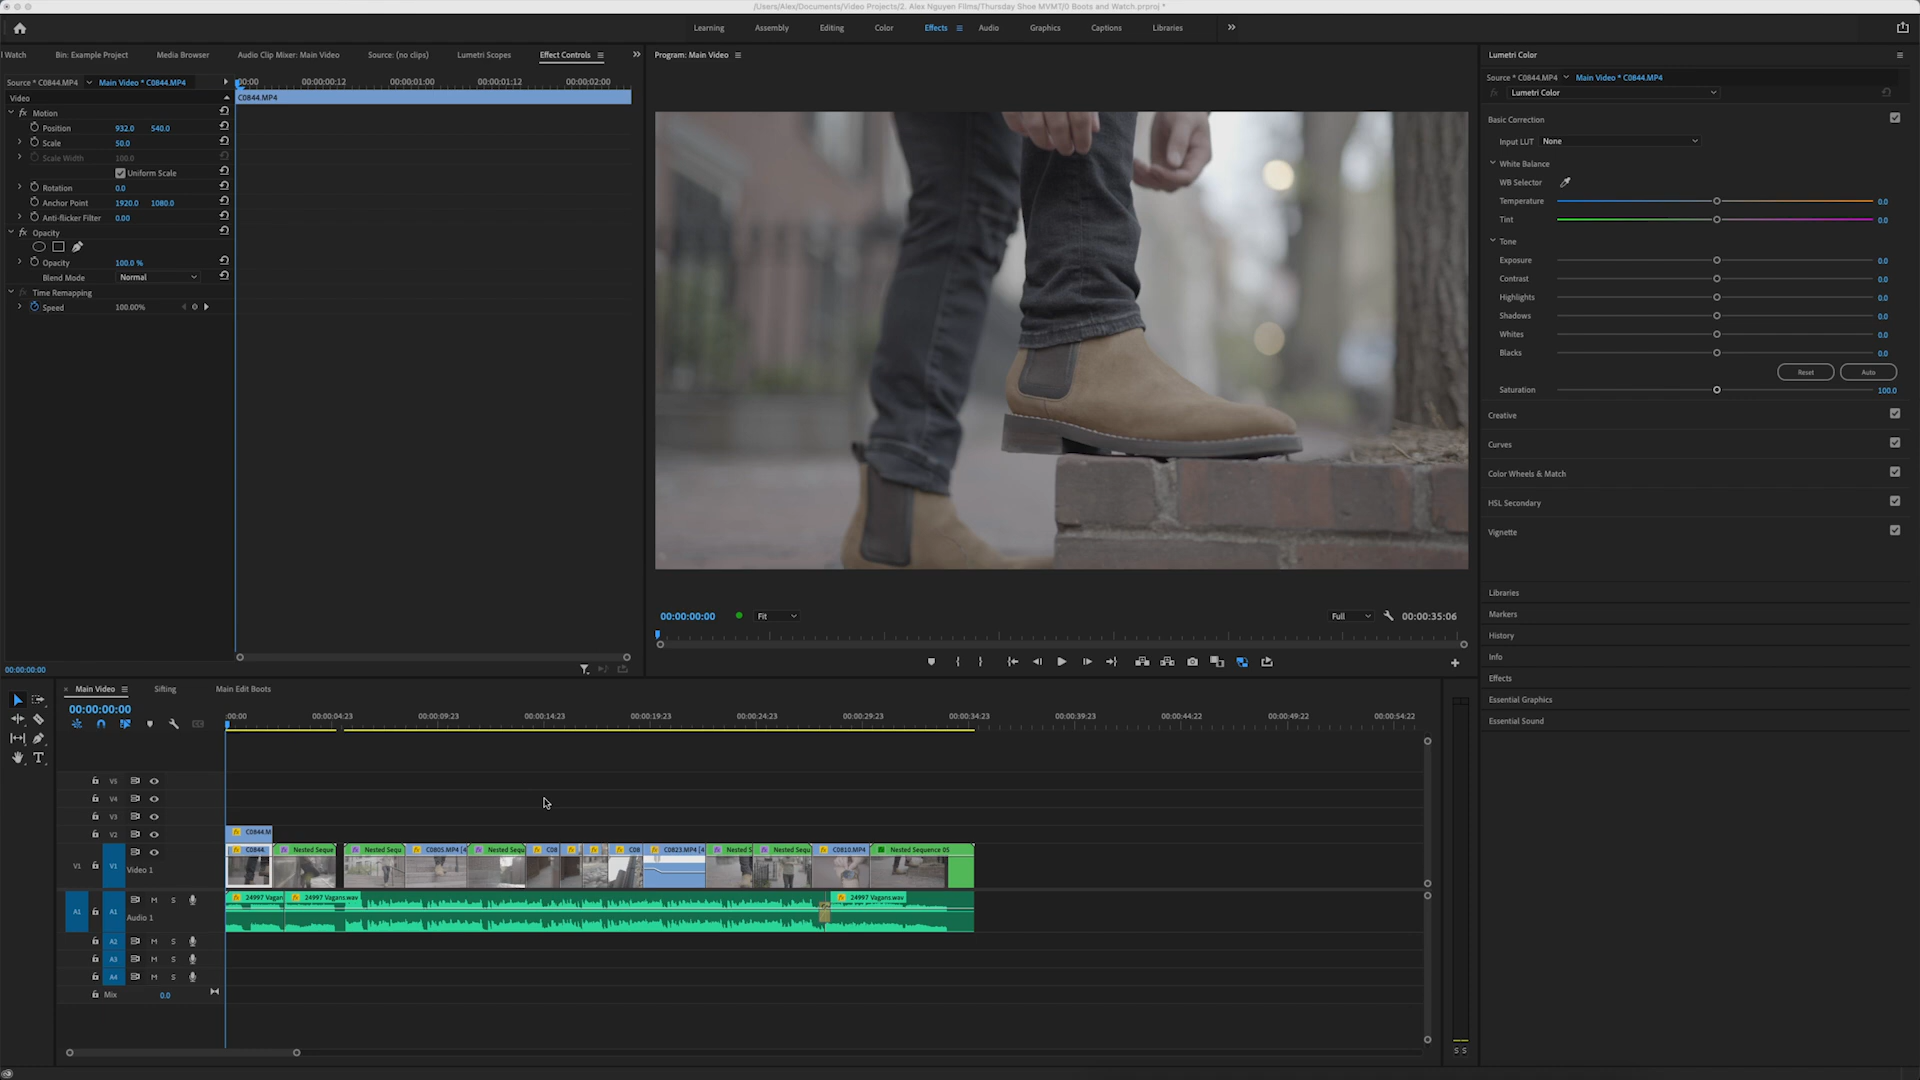 /Users/Alex/Documents/Video Projects/2. Alex Nguyen Films/Thursday Shoe MVMT/0 Boots and Watch.prproj *
Learning Assembly Editing Color Effects Audio Graphics Captions Libraries
Watch Bin: Example Project Media Browser Audio Clip Mixer: Main Video Source: (no clips) Lumetri Scopes Effect Controls
Source * C0844.MP4 Main Video * C0844.MP4
:00:00 00:00:00:12 00:00:01:00 00:00:01:12 00:00:02:00
Video
C0844.MP4
fx Motion
Position 932.0 540.0
Scale 50.0
Scale Width 100.0
Uniform Scale
Rotation 0.0
Anchor Point 1920.0 1080.0
Anti-flicker Filter 0.00
fx Opacity
Opacity 100.0 %
Blend Mode Normal
fx Time Remapping
Speed 100.00%
00:00:00:00
Program: Main Video
00:00:00:00 Fit Full 00:00:35:06
Lumetri Color
Source * C0844.MP4 Main Video * C0844.MP4
fx Lumetri Color
Basic Correction
Input LUT None
White Balance
WB Selector
Temperature 0.0
Tint 0.0
Tone
Exposure 0.0
Contrast 0.0
Highlights 0.0
Shadows 0.0
Whites 0.0
Blacks 0.0
Reset Auto
Saturation 100.0
Creative
Curves
Color Wheels & Match
HSL Secondary
Vignette
Libraries
Markers
History
Info
Effects
Essential Graphics
Essential Sound
× Main Video Sifting Main Edit Boots
00:00:00:00
:00:00 00:00:04:23 00:00:09:23 00:00:14:23 00:00:19:23 00:00:24:23 00:00:29:23 00:00:34:23 00:00:39:23 00:00:44:22 00:00:49:22 00:00:54:22
V5
V4
V3
V2
C0844.M
V1 V1 Video 1
C0844. Nested Seque Nested Sequ C0805.MP4 [4 Nested Sequ C08 C08 C0823.MP4 [4 Nested S Nested Sequ C0810.MP4 Nested Sequence 05
A1 A1 M S
Audio 1
24997 Vagan 24997 Vagans.wav 24997 Vagans.wav
A2 M S
A3 M S
A4 M S
Mix 0.0
S S